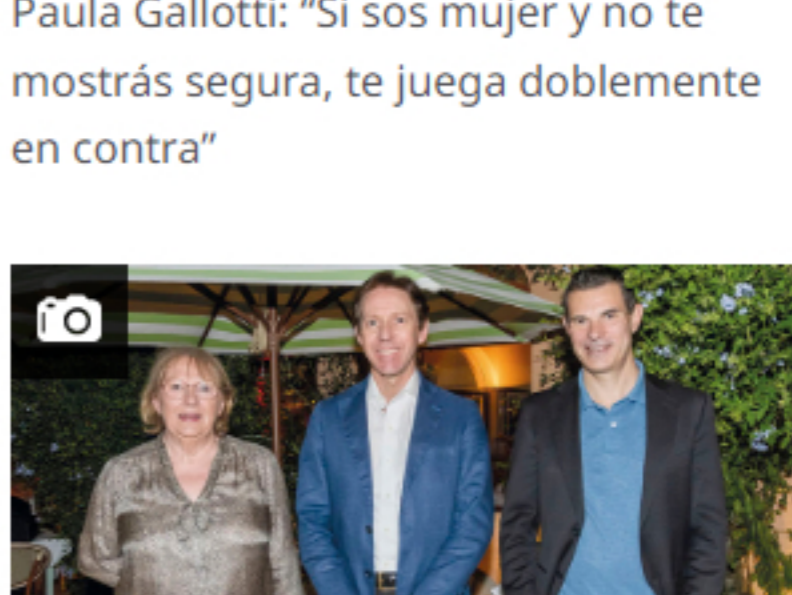 Paula Gallotti: “Si sos mujer y no te
mostrás segura, te juega doblemente
en contra”